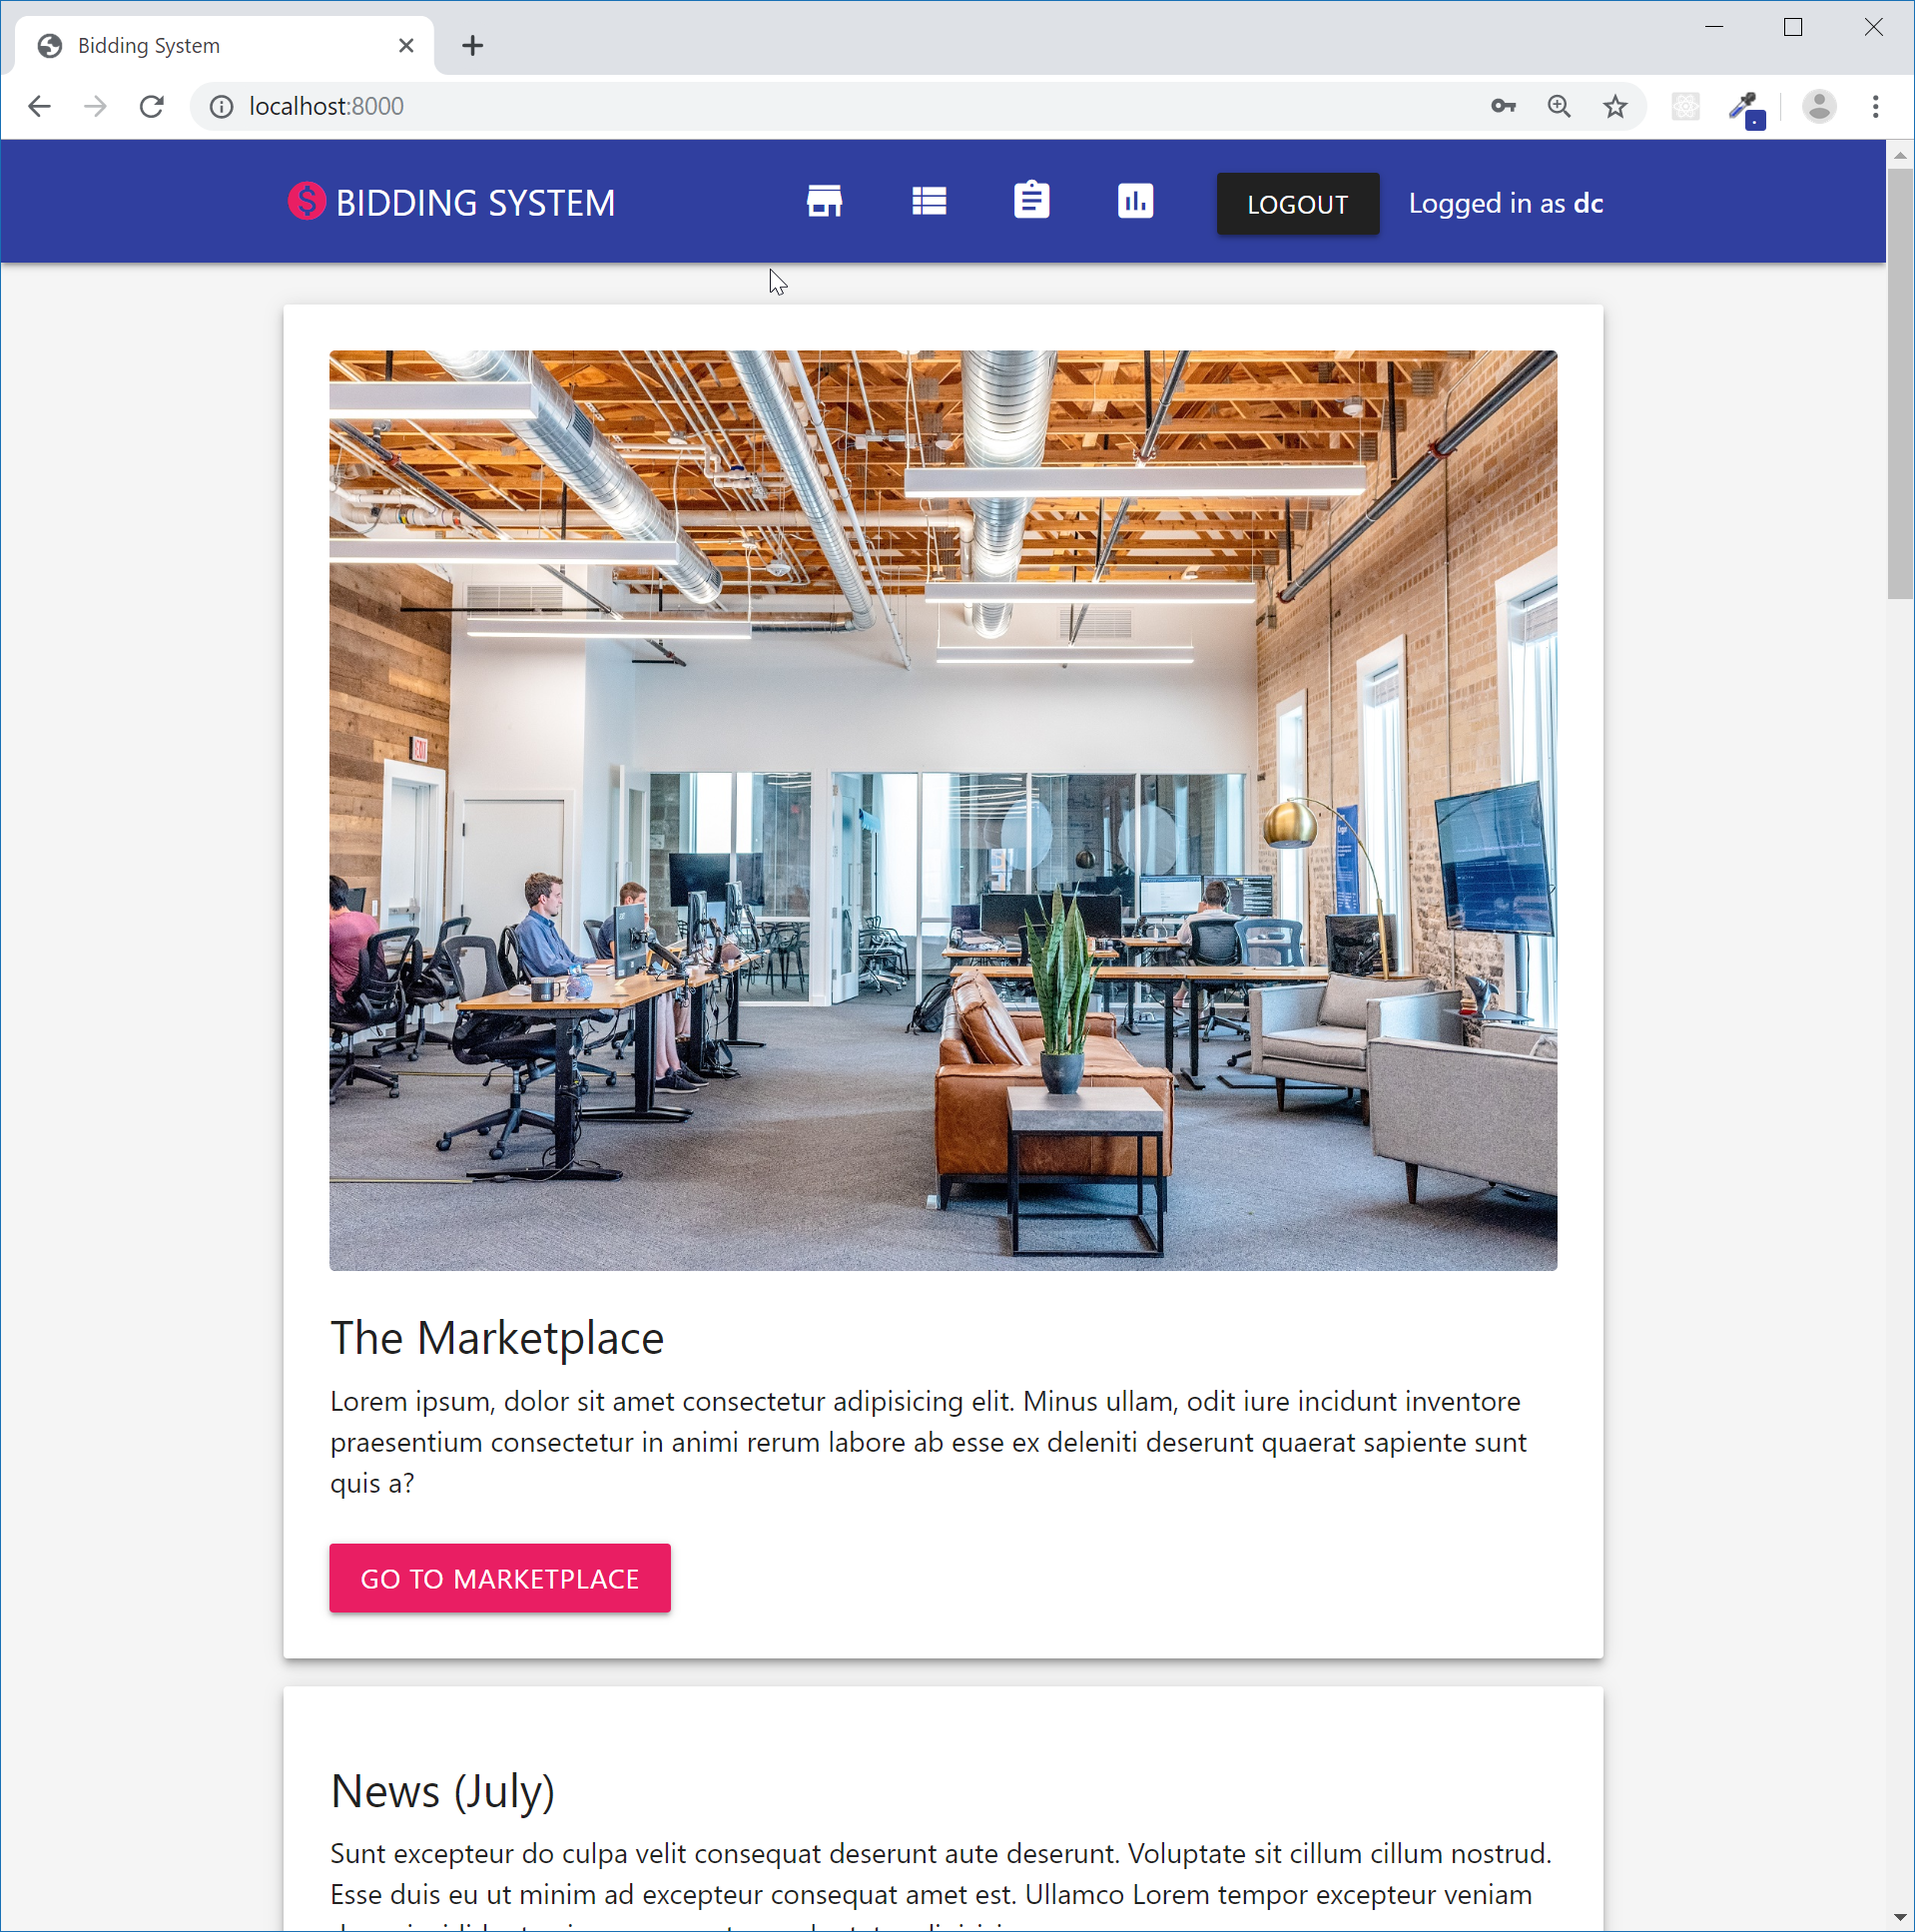 Bidding System
localhost:8000
BIDDING SYSTEM
LOGOUT
Logged in as dc
EXIT
The Marketplace
Lorem ipsum, dolor sit amet consectetur adipisicing elit. Minus ullam, odit iure incidunt inventore
praesentium consectetur in animi rerum labore ab esse ex deleniti deserunt quaerat sapiente sunt
quis a?
GO TO MARKETPLACE
News (July)
Sunt excepteur do culpa velit consequat deserunt aute deserunt. Voluptate sit cillum cillum nostrud.
Esse duis eu ut minim ad excepteur consequat amet est. Ullamco Lorem tempor excepteur veniam